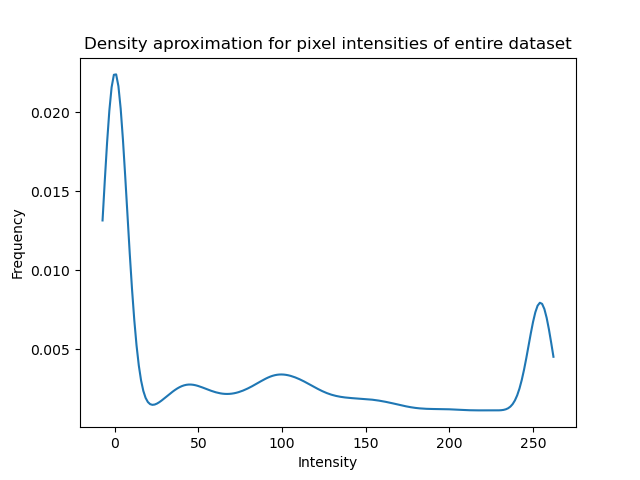 Density aproximation for pixel intensities of entire dataset
0.020
0.015
0.010
0.005
Frequency
0 50 100 150 200 250
Intensity